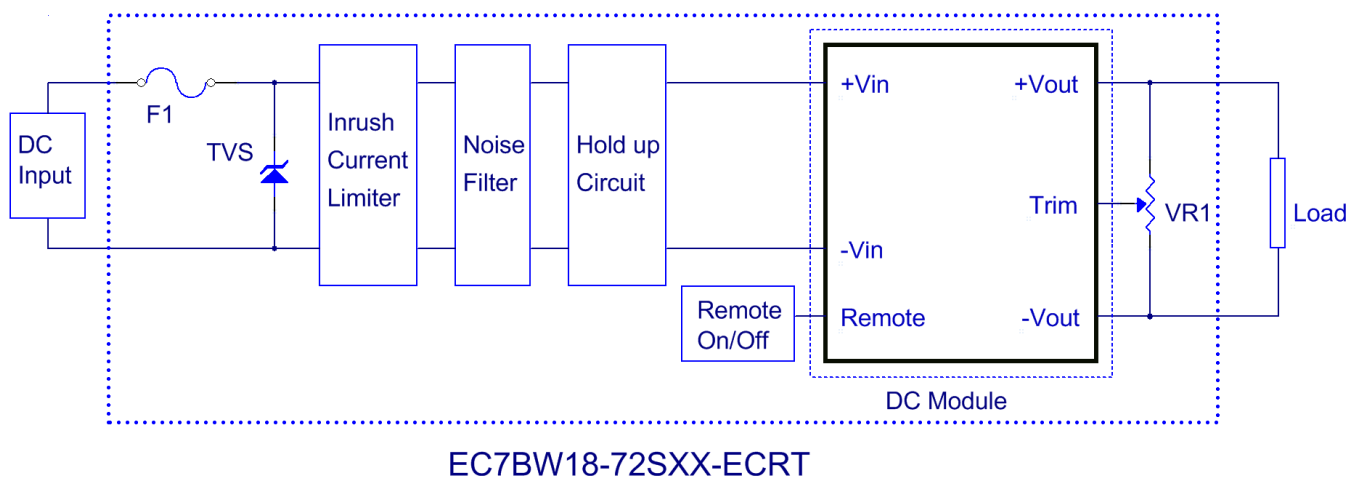 DC
Input
F1
TVS
Inrush
Current
Limiter
Noise
Filter
Hold up
Circuit
Remote
On/Off
+Vin
-Vin
Remote
+Vout
Trim
-Vout
VR1
Load
DC Module
EC7BW18-72SXX-ECRT